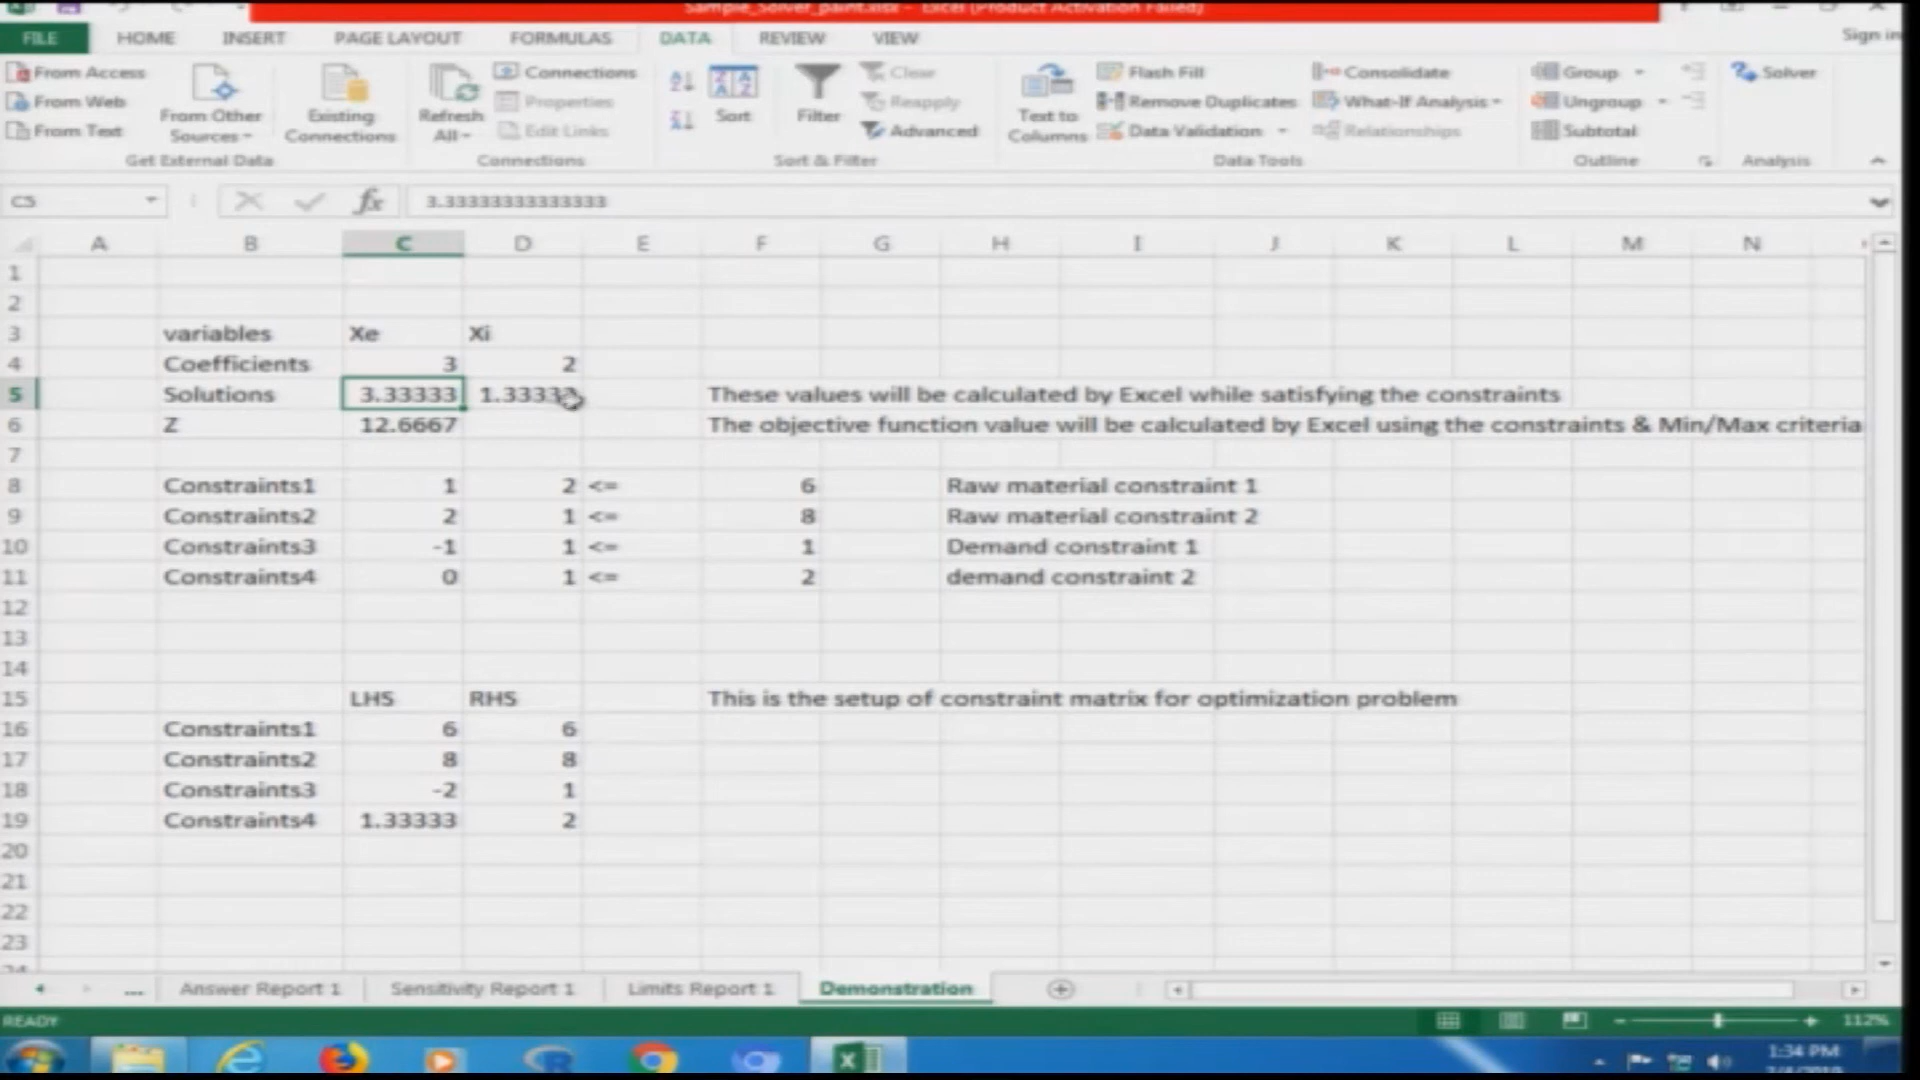 Sample_Solver_paint.xlsx - Excel (Product Activation Failed)
FILE HOME INSERT PAGE LAYOUT FORMULAS DATA REVIEW VIEW Sign in
From Access
From Web
From Text
From Other Sources
Get External Data
Existing Connections
Refresh All
Connections
Properties
Edit Links
Connections
Sort
Filter
Clear
Reapply
Advanced
Sort & Filter
Text to Columns
Flash Fill
Remove Duplicates
Data Validation
Consolidate
What-If Analysis
Relationships
Data Tools
Group
Ungroup
Subtotal
Outline
Solver
Analysis
C5 fx 3.33333333333333
A B C D E F G H I J K L M N
1
2
3 variables Xe Xi
4 Coefficients 3 2
5 Solutions 3.33333 1.33333 These values will be calculated by Excel while satisfying the constraints
6 Z 12.6667 The objective function value will be calculated by Excel using the constraints & Min/Max criteria
7
8 Constraints1 1 2 <= 6 Raw material constraint 1
9 Constraints2 2 1 <= 8 Raw material constraint 2
10 Constraints3 -1 1 <= 1 Demand constraint 1
11 Constraints4 0 1 <= 2 demand constraint 2
12
13
14
15 LHS RHS This is the setup of constraint matrix for optimization problem
16 Constraints1 6 6
17 Constraints2 8 8
18 Constraints3 -2 1
19 Constraints4 1.33333 2
20
21
22
23
24
... Answer Report 1 Sensitivity Report 1 Limits Report 1 Demonstration
READY 112%
1:34 PM